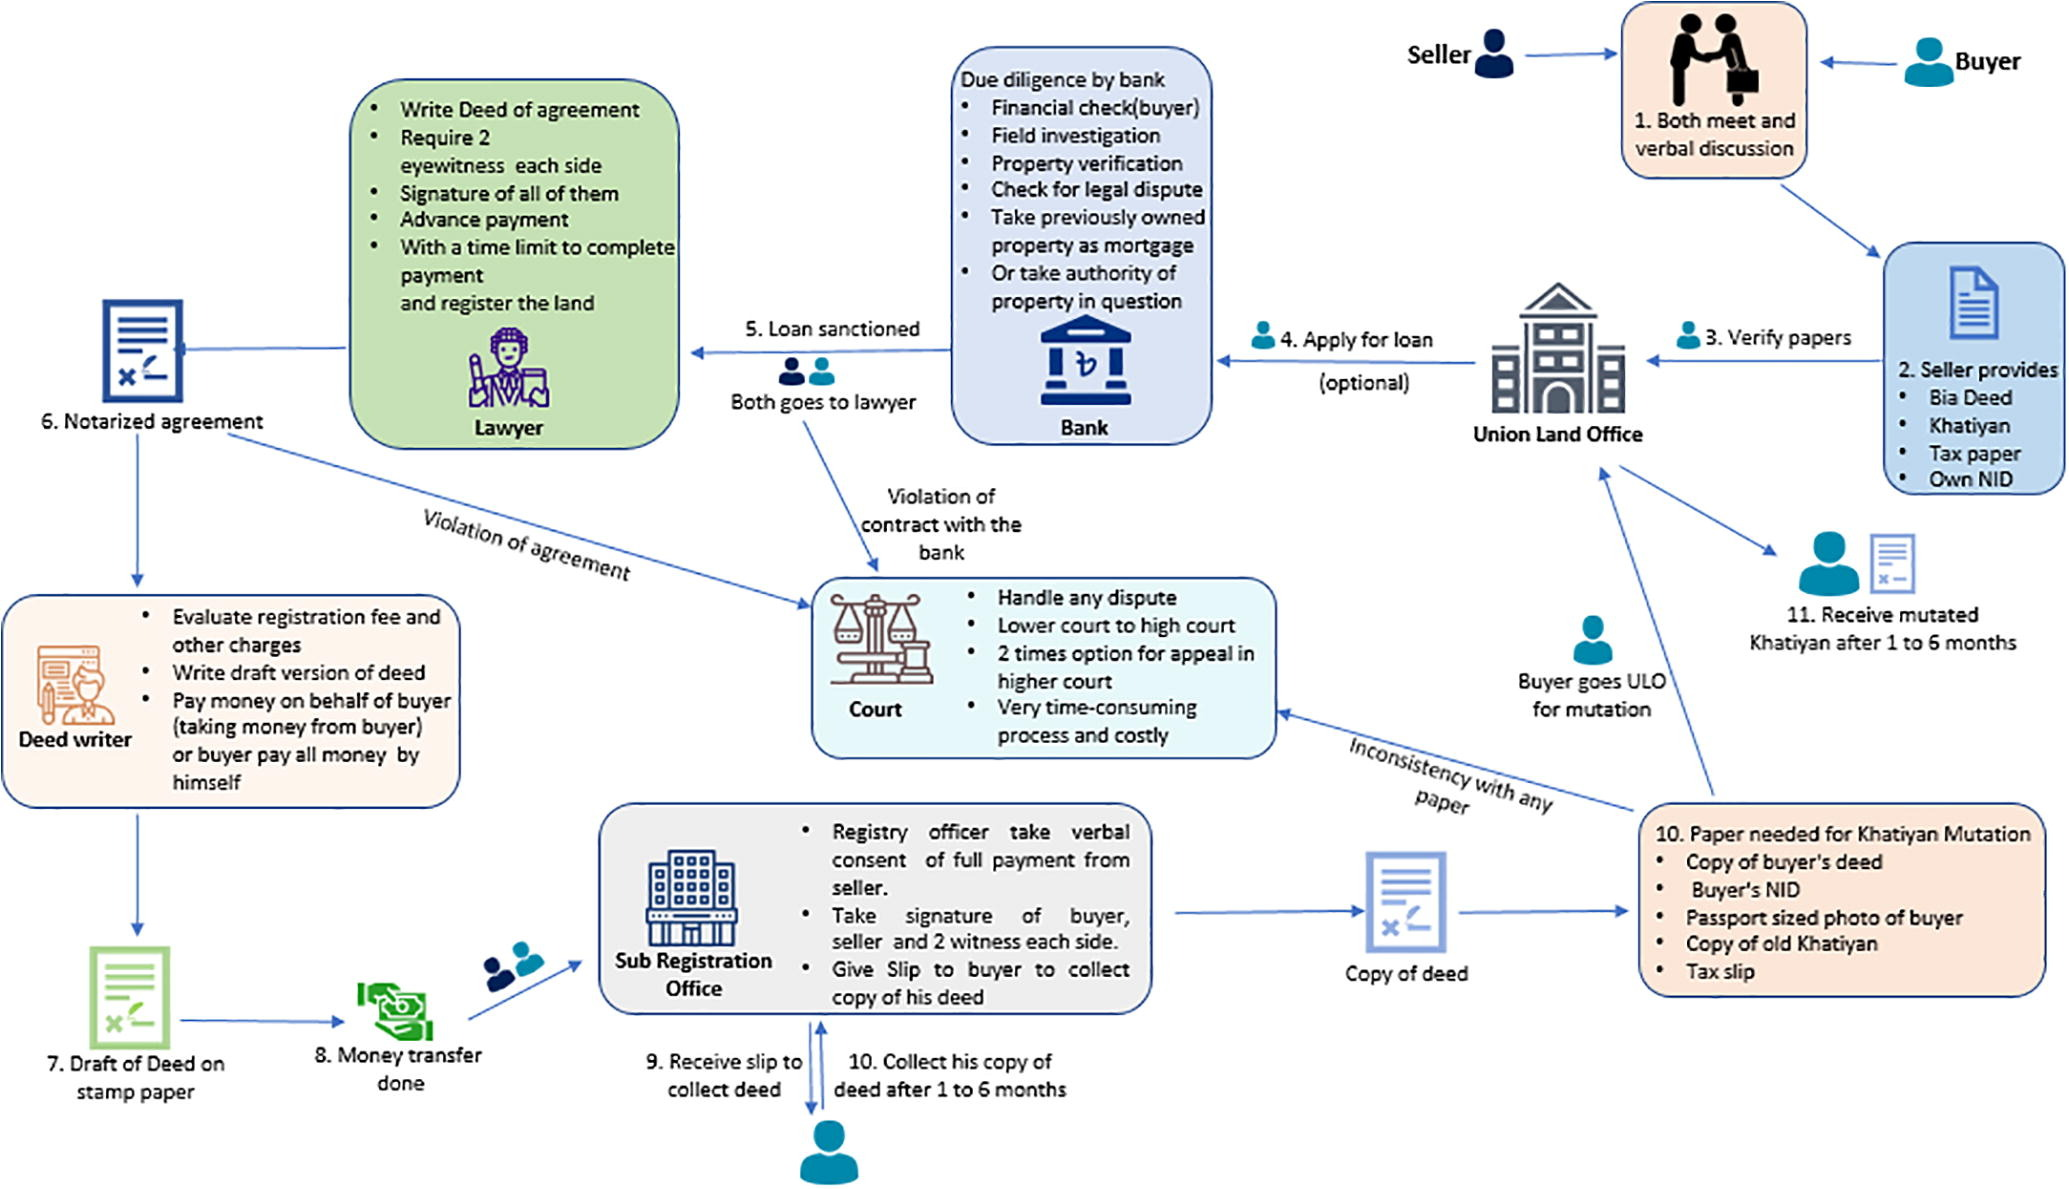 Seller
Buyer
1. Both meet and
verbal discussion
2. Seller provides
• Bia Deed
• Khatiyan
• Tax paper
• Own NID
3. Verify papers
Union Land Office
4. Apply for loan
(optional)
Due diligence by bank
• Financial check(buyer)
• Field investigation
• Property verification
• Check for legal dispute
• Take previously owned
property as mortgage
• Or take authority of
property in question
৳
Bank
5. Loan sanctioned
Both goes to lawyer
• Write Deed of agreement
• Require 2
eyewitness each side
• Signature of all of them
• Advance payment
• With a time limit to complete
payment
and register the land
Lawyer
6. Notarized agreement
Violation of agreement
Violation of
contract with the
bank
• Handle any dispute
• Lower court to high court
• 2 times option for appeal in
higher court
• Very time-consuming
process and costly
Court
• Evaluate registration fee and
other charges
• Write draft version of deed
• Pay money on behalf of buyer
(taking money from buyer)
or buyer pay all money by
himself
Deed writer
7. Draft of Deed on
stamp paper
8. Money transfer
done
• Registry officer take verbal
consent of full payment from
seller.
• Take signature of buyer,
seller and 2 witness each side.
• Give Slip to buyer to collect
copy of his deed
Sub Registration
Office
9. Receive slip to
collect deed
10. Collect his copy of
deed after 1 to 6 months
Copy of deed
10. Paper needed for Khatiyan Mutation
• Copy of buyer's deed
• Buyer's NID
• Passport sized photo of buyer
• Copy of old Khatiyan
• Tax slip
Inconsistency with any
paper
Buyer goes ULO
for mutation
11. Receive mutated
Khatiyan after 1 to 6 months